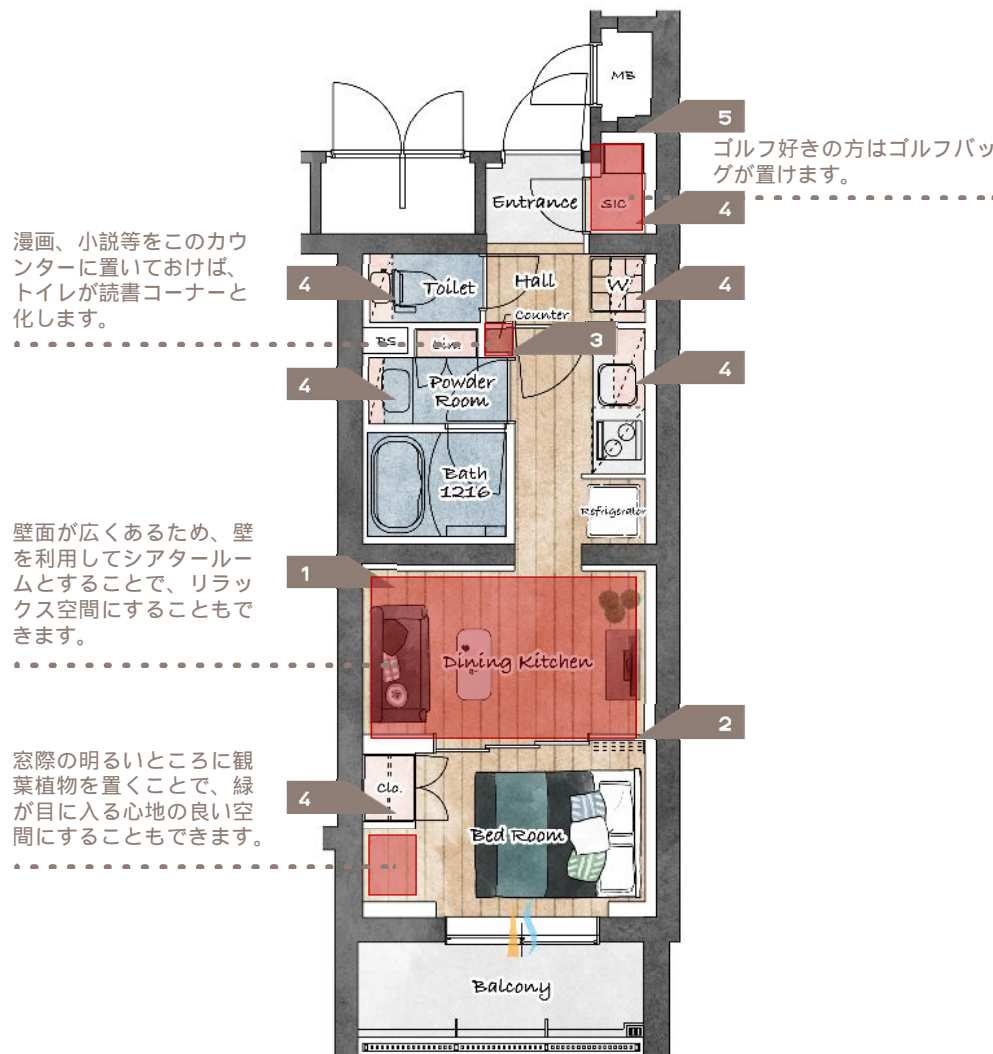 MB
5
ゴルフ好きの方はゴルフバッ
グが置けます。
Entrance
SIC
4
漫画、小説等をこのカウ
ンターに置いておけば、
トイレが読書コーナーと
化します。
4
Toilet
Hall
W
4
Counter
3
PS
Lin.
4
Powder
Room
4
Bath
1216
Refrigerator
壁面が広くあるため、壁
を利用してシアタールー
ムとすることで、リラッ
クス空間にすることもで
きます。
1
Dining Kitchen
2
窓際の明るいところに観
葉植物を置くことで、緑
が目に入る心地の良い空
間にすることもできます。
4
Clo.
Bed Room
Balcony